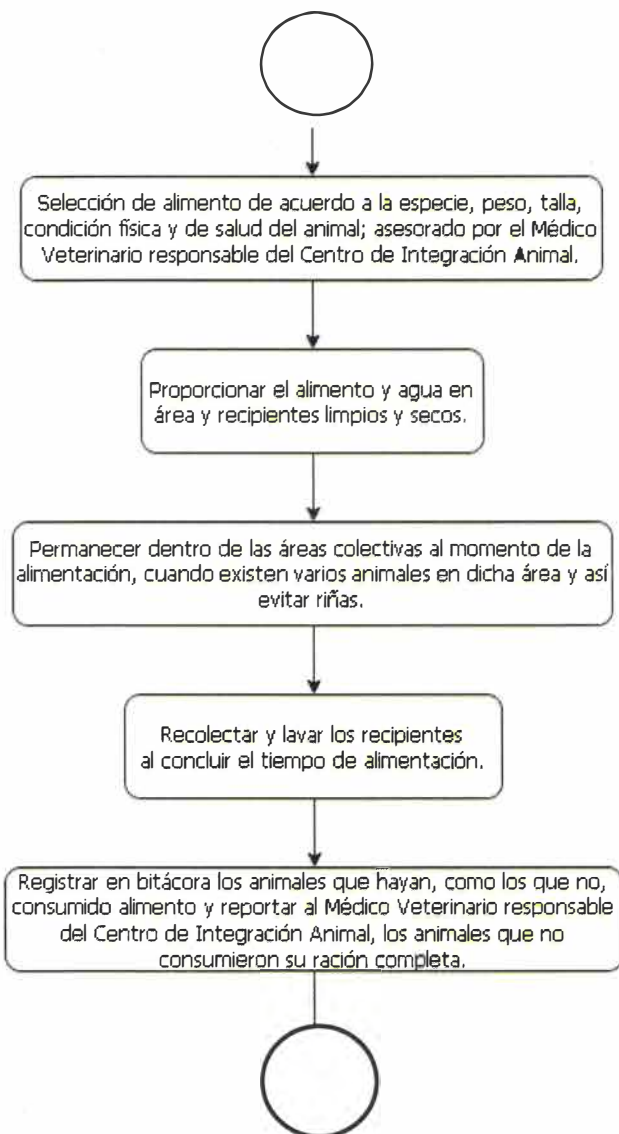 Selección de alimento de acuerdo a la especie, peso, talla,
condición física y de salud del animal; asesorado por el Médico
Veterinario responsable del Centro de Integración Animal.
Proporcionar el alimento y agua en
área y recipientes limpios y secos.
Permanecer dentro de las áreas colectivas al momento de la
alimentación, cuando existen varios animales en dicha área y así
evitar riñas.
Recolectar y lavar los recipientes
al concluir el tiempo de alimentación.
Registrar en bitácora los animales que hayan, como los que no,
consumido alimento y reportar al Médico Veterinario responsable
del Centro de Integración Animal, los animales que no
consumieron su ración completa.